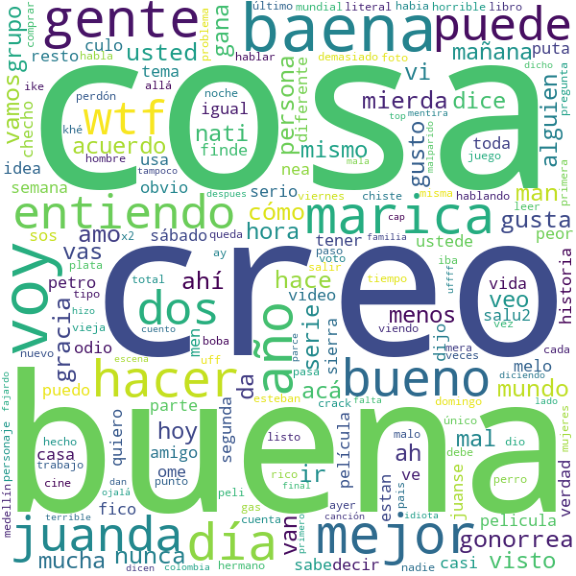 último mundial literal habia horrible libro
comprar gente baena puede
grupo resto culo usted gana mañana puta
problema habla hablar demasiado foto dicho
vamos ike allá tema persona vi alguien pregunta
cosa
checho perdón noche diferente mierda dice
khé wtf igual nati mismo mentira toda
idea acuerdo finde top malparido juego
semana hombre tampoco usa nea mala gusto primera
obvio serio despues viernes chiste misma hablando man leer
entiendo sos cómo marica gusta
amo x2 sábado queda hora cap ustede peor
voy vas plata ay tener familia voto iba historia
petro ahí hace salir paso tiempo uffff vida
creo
gracia tipo total dos video menos veo salu2 vez
hizo vieja cuento men boba año serie sierra viendo dijo mera veces cada
nuevo odio escena uff da parce melo diciendo
fajardo puedo hacer esteban acá pasa crack bueno mundo lado
personaje parte segunda domingo falta único mujeres
buena
hecho quiero hoy listo película malo mal dio
casa trabajo amigo rico ir ah debe juanse verdad
medellín cine dan ome punto peli final estan ve perro
ojalá fico gas ayer país pelicula gonorrea
juanda terrible día cuenta van canción mejor idiota
mucha nunca primero sabe decir casi visto
dicen colombia hermano nadie